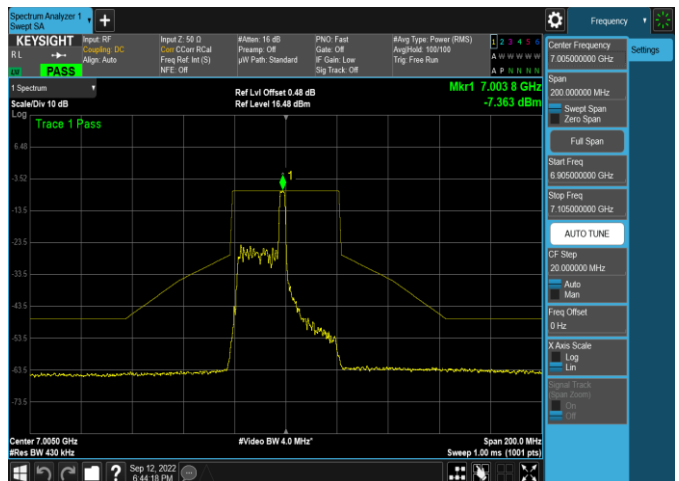 Spectrum Analyzer 1
Swept SA
Frequency
KEYSIGHT
RL
PASS
Input: RF
Coupling: DC
Align: Auto
Input Z: 50 Ω
Corr CCorr RCal
Freq Ref: Int (S)
NFE: Off
#Atten: 16 dB
Preamp: Off
µW Path: Standard
PNO: Fast
Gate: Off
IF Gain: Low
Sig Track: Off
#Avg Type: Power (RMS)
Avg|Hold: 100/100
Trig: Free Run
1 2 3 4 5 6
A W W W W W
A P N N N N
1 Spectrum
Scale/Div 10 dB
Log
Ref Lvl Offset 0.48 dB
Ref Level 16.48 dBm
Mkr1 7.003 8 GHz
-7.363 dBm
Trace 1 Pass
1
6.48
-3.52
-13.5
-23.5
-33.5
-43.5
-53.5
-63.5
-73.5
Center 7.0050 GHz
#Res BW 430 kHz
#Video BW 4.0 MHz*
Span 200.0 MHz
Sweep 1.00 ms (1001 pts)
Sep 12, 2022
6:44:18 PM
Center Frequency
7.005000000 GHz
Settings
Span
200.000000 MHz
Swept Span
Zero Span
Full Span
Start Freq
6.905000000 GHz
Stop Freq
7.105000000 GHz
AUTO TUNE
CF Step
20.000000 MHz
Auto
Man
Freq Offset
0 Hz
X Axis Scale
Log
Lin
Signal Track
(Span Zoom)
On
Off